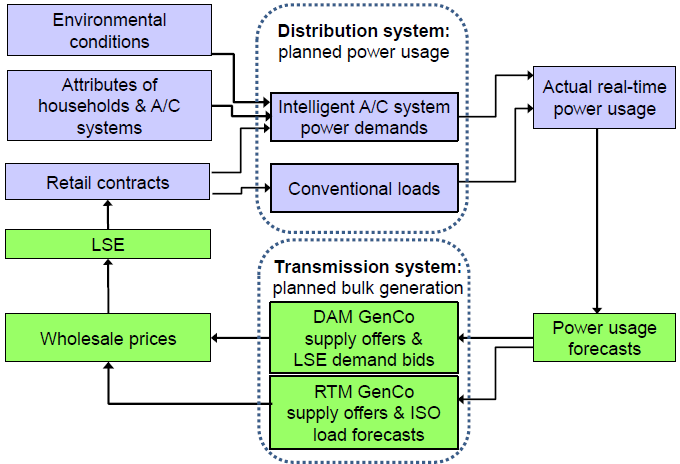 Environmental
conditions
Attributes of
households & A/C
systems
Retail contracts
LSE
Wholesale prices
Distribution system:
planned power usage
Intelligent A/C system
power demands
Conventional loads
Transmission system:
planned bulk generation
DAM GenCo
supply offers &
LSE demand bids
RTM GenCo
supply offers & ISO
load forecasts
Actual real-time
power usage
Power usage
forecasts